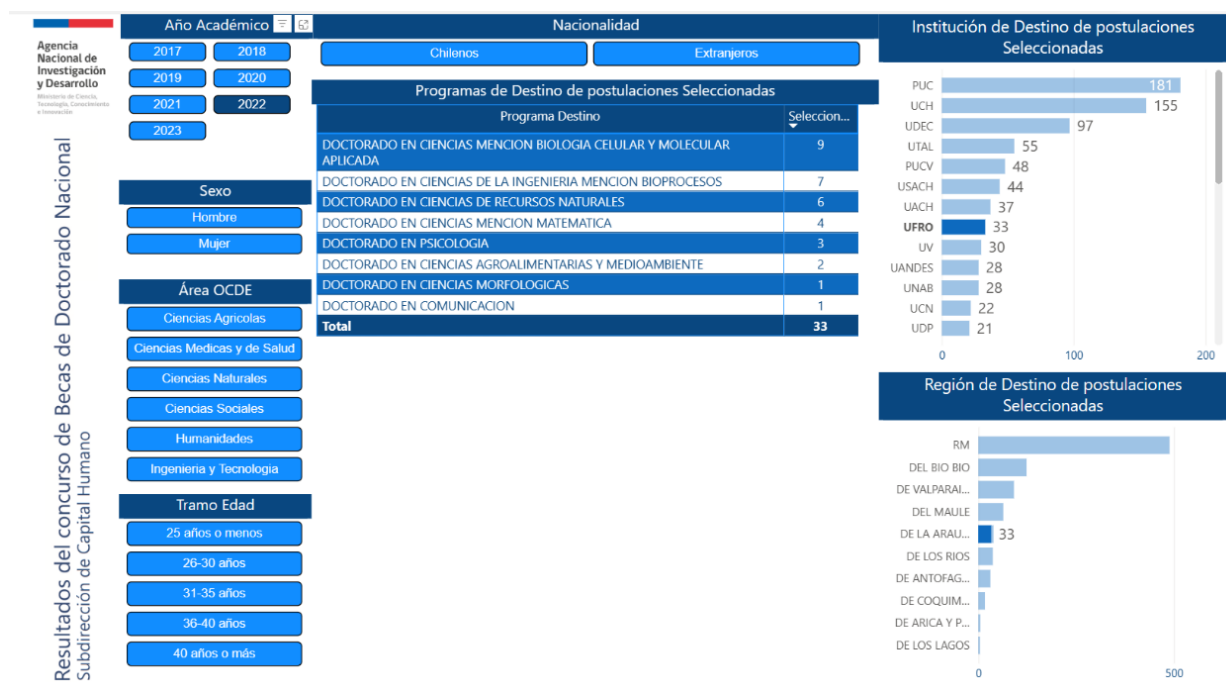 Agencia
Nacional de
Investigación
y Desarrollo
Ministerio de Ciencia,
Tecnología, Conocimiento
e Innovación
Resultados del concurso de Becas de Doctorado Nacional
Subdirección de Capital Humano
Año Académico
2017 2018
2019 2020
2021 2022
2023
Sexo
Hombre
Mujer
Área OCDE
Ciencias Agricolas
Ciencias Medicas y de Salud
Ciencias Naturales
Ciencias Sociales
Humanidades
Ingenieria y Tecnologia
Tramo Edad
25 años o menos
26-30 años
31-35 años
36-40 años
40 años o más
Nacionalidad
Chilenos Extranjeros
Programas de Destino de postulaciones Seleccionadas
Programa Destino Seleccion...
DOCTORADO EN CIENCIAS MENCION BIOLOGIA CELULAR Y MOLECULAR 9
APLICADA
DOCTORADO EN CIENCIAS DE LA INGENIERIA MENCION BIOPROCESOS 7
DOCTORADO EN CIENCIAS DE RECURSOS NATURALES 6
DOCTORADO EN CIENCIAS MENCION MATEMATICA 4
DOCTORADO EN PSICOLOGIA 3
DOCTORADO EN CIENCIAS AGROALIMENTARIAS Y MEDIOAMBIENTE 2
DOCTORADO EN CIENCIAS MORFOLOGICAS 1
DOCTORADO EN COMUNICACION 1
Total 33
Institución de Destino de postulaciones
Seleccionadas
PUC 181
UCH 155
UDEC 97
UTAL 55
PUCV 48
USACH 44
UACH 37
UFRO 33
UV 30
UANDES 28
UNAB 28
UCN 22
UDP 21
0 100 200
Región de Destino de postulaciones
Seleccionadas
RM
DEL BIO BIO
DE VALPARAI...
DEL MAULE
DE LA ARAU... 33
DE LOS RIOS
DE ANTOFAG...
DE COQUIM...
DE ARICA Y P...
DE LOS LAGOS
0 500